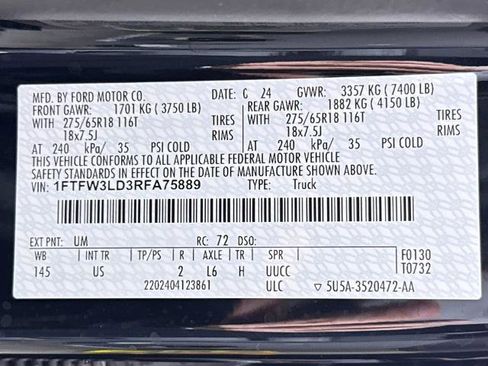 MFD. BY FORD MOTOR CO. DATE: C 24 GVWR: 3357 KG ( 7400 LB)
FRONT GAWR: 1701 KG ( 3750 LB) REAR GAWR: 1882 KG ( 4150 LB)
WITH 275/65R18 116T TIRES WITH 275/65R18 116T TIRES
18x7.5J RIMS 18x7.5J RIMS
AT 240 kPa/ 35 PSI COLD AT 240 kPa/ 35 PSI COLD
THIS VEHICLE CONFORMS TO ALL APPLICABLE FEDERAL MOTOR VEHICLE
SAFETY STANDARDS IN EFFECT ON THE DATE OF MANUFACTURE SHOWN ABOVE.
VIN: 1FTFW3LD3RFA75889 TYPE: Truck
EXT PNT: UM RC: 72 DSO:
WB INT TR TP/PS R AXLE TR SPR F0130
145 US 2 L6 H UUCC T0732
2202404123861 ULC 5U5A-3520472-AA